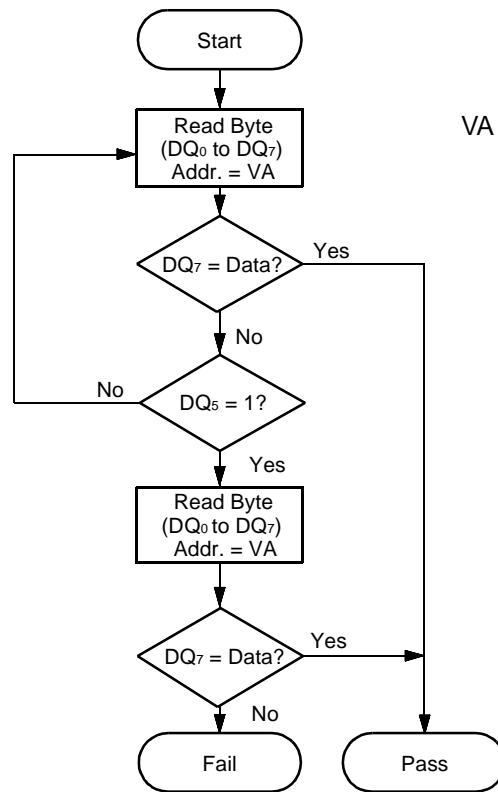 Start
VA
Read Byte
(DQ₀ to DQ₇)
Addr. = VA
DQ₇ = Data?
Yes
No
No
DQ₅ = 1?
Yes
Read Byte
(DQ₀ to DQ₇)
Addr. = VA
DQ₇ = Data?
Yes
No
Fail
Pass